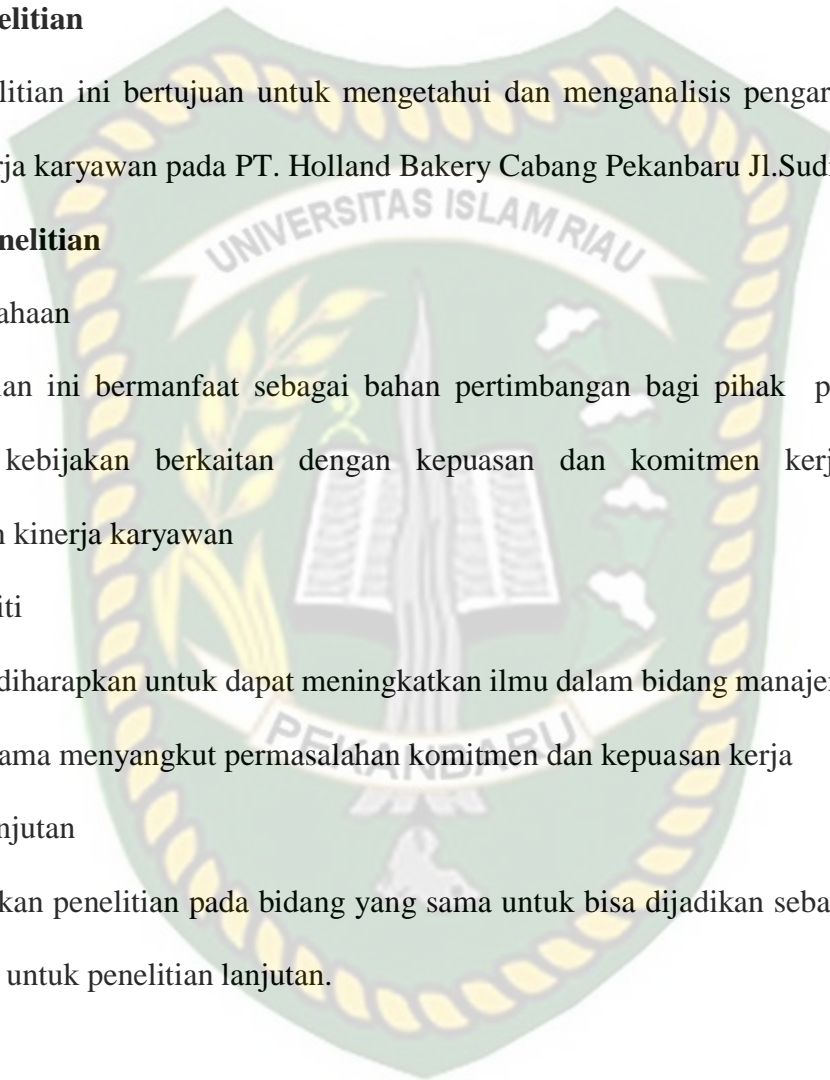 elitian
litian ini bertujuan untuk mengetahui dan menganalisis pengar
rja karyawan pada PT. Holland Bakery Cabang Pekanbaru Jl.Sudi
UNIVERSITAS ISLAM RIAU
nelitian
ahaan
ian ini bermanfaat sebagai bahan pertimbangan bagi pihak p
kebijakan berkaitan dengan kepuasan dan komitmen kerj
n kinerja karyawan
iti
diharapkan untuk dapat meningkatkan ilmu dalam bidang manajer
PEKANBARU
ama menyangkut permasalahan komitmen dan kepuasan kerja
njutan
kan penelitian pada bidang yang sama untuk bisa dijadikan seba
untuk penelitian lanjutan.